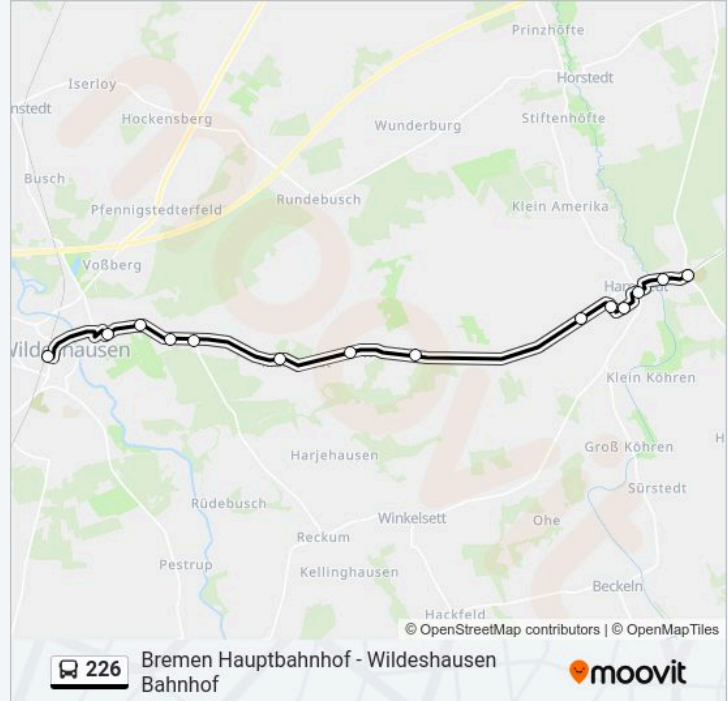 Prinzhöfte
Iserloy
Horstedt
nstedt
Hockensberg
Stiftenhöfte
Wunderburg
Busch
Rundebusch
Pfennigstedterfeld
Klein Amerika
Voßberg
Wildeshausen
Klein Köhren
Groß Köhren
Harjehausen
Sürstedt
Rüdebusch
Winkelsett
Ohe
Reckum
Pestrup
Kellinghausen
Beckeln
Hackfeld
© OpenStreetMap contributors | © OpenMapTiles
226
Bremen Hauptbahnhof - Wildeshausen
Bahnhof
moovit